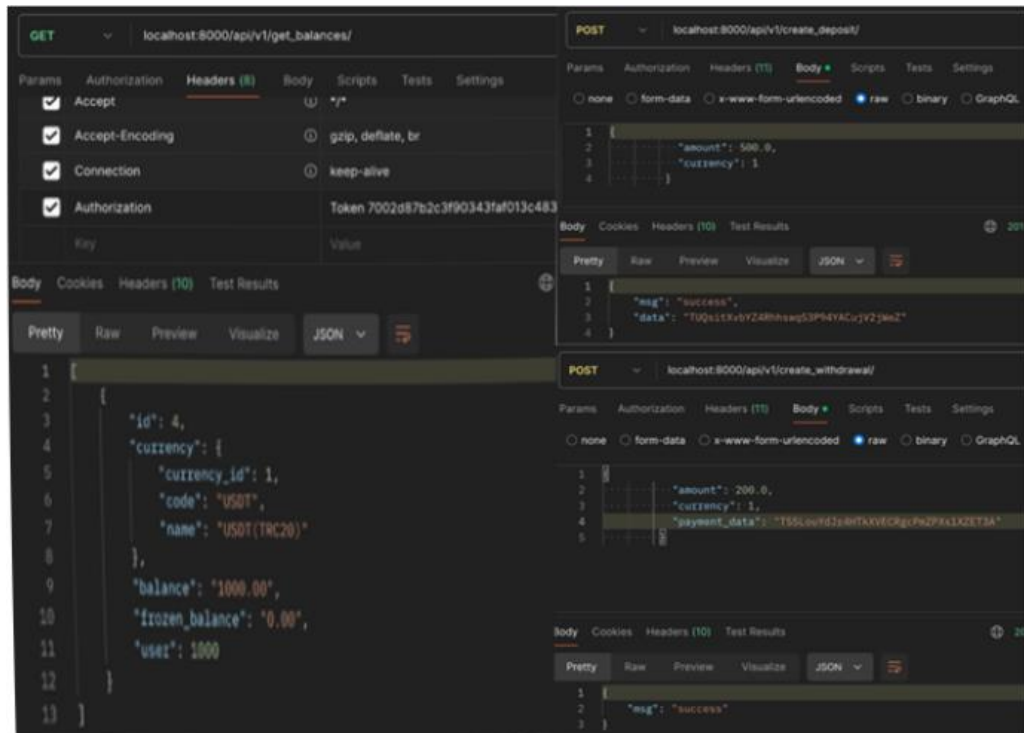 GET localhost:8000/api/v1/get_balances/
Params Authorization Headers (8) Body Scripts Tests Settings
Accept */*
Accept-Encoding gzip, deflate, br
Connection keep-alive
Authorization Token 7002d87b2c3f90343faf013c483
Key Value
Body Cookies Headers (10) Test Results
Pretty Raw Preview Visualize JSON
1 [
2 {
3 "id": 4,
4 "currency": {
5 "currency_id": 1,
6 "code": "USDT",
7 "name": "USDT(TRC20)"
8 },
9 "balance": "1000.00",
10 "frozen_balance": "0.00",
11 "user": 1000
12 }
13 ]
POST localhost:8000/api/v1/create_deposit/
Params Authorization Headers (11) Body Scripts Tests Settings
none form-data x-www-form-urlencoded raw binary GraphQL
1 {
2 "amount": 500.0,
3 "currency": 1
4 }
Body Cookies Headers (10) Test Results 201
Pretty Raw Preview Visualize JSON
1 {
2 "msg": "success",
3 "data":
4 }
POST localhost:8000/api/v1/create_withdrawal/
Params Authorization Headers (11) Body Scripts Tests Settings
none form-data x-www-form-urlencoded raw binary GraphQL
1 {
2 "amount": 200.0,
3 "currency": 1,
4 "payment_data":
5 }
Body Cookies Headers (10) Test Results 20
Pretty Raw Preview Visualize JSON
1 {
2 "msg": "success"
3 }